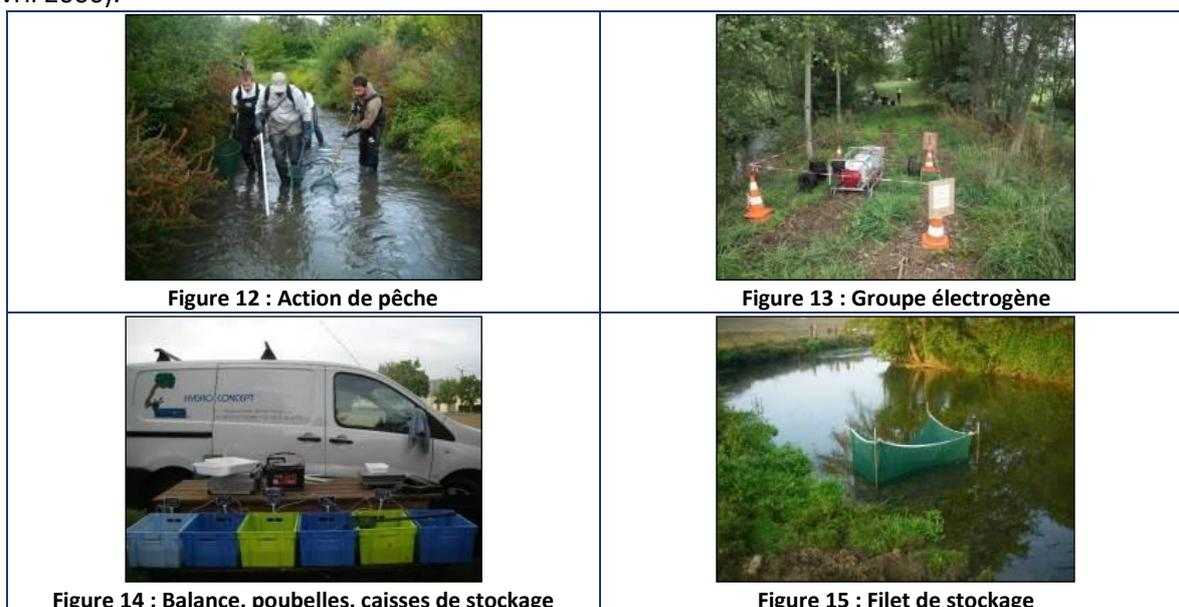 Figure 12 : Action de pêche
Figure 13 : Groupe électrogène
HYDRO CONCEPT
Figure 14 : Balance, poubelles, caisses de stockage
Figure 15 : Filet de stockage